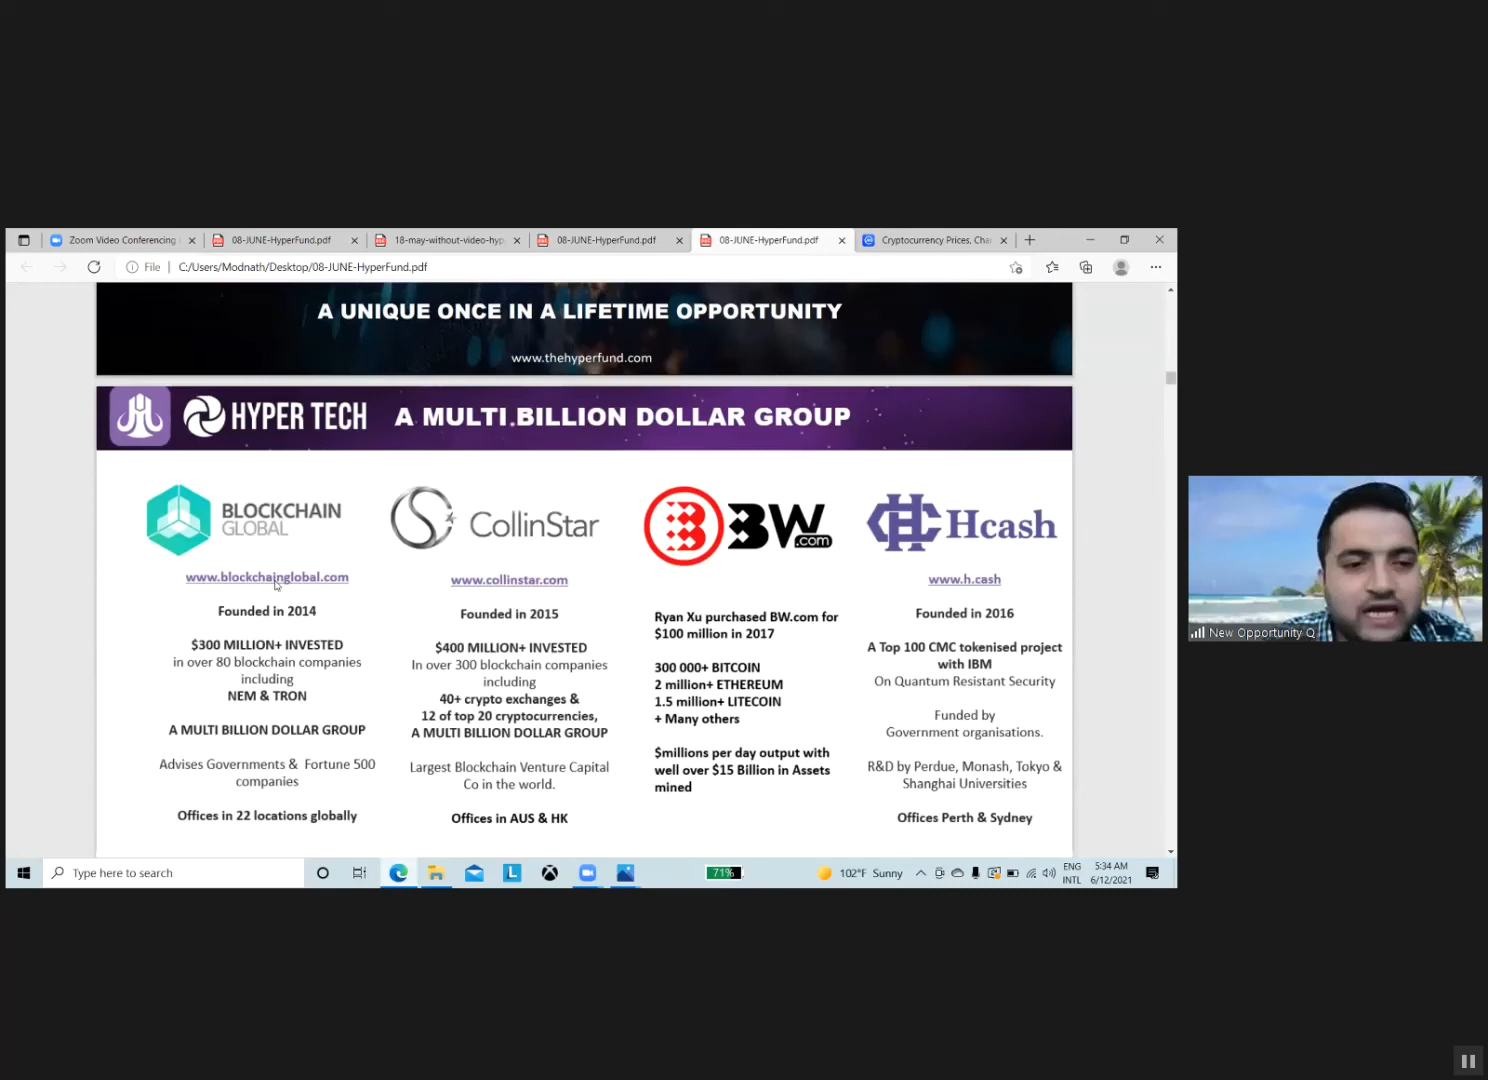 Zoom Video Conferencing
08-JUNE-HyperFund.pdf
18-may-without-video-hyp
08-JUNE-HyperFund.pdf
08-JUNE-HyperFund.pdf
Cryptocurrency Prices, Cha
File | C:/Users/Modnath/Desktop/08-JUNE-HyperFund.pdf
A UNIQUE ONCE IN A LIFETIME OPPORTUNITY
www.thehyperfund.com
HYPER TECH A MULTI BILLION DOLLAR GROUP
BLOCKCHAIN
GLOBAL
www.blockchainglobal.com
Founded in 2014
$300 MILLION+ INVESTED
in over 80 blockchain companies
including
NEM & TRON
A MULTI BILLION DOLLAR GROUP
Advises Governments & Fortune 500
companies
Offices in 22 locations globally
CollinStar
www.collinstar.com
Founded in 2015
$400 MILLION+ INVESTED
In over 300 blockchain companies
including
40+ crypto exchanges &
12 of top 20 cryptocurrencies,
A MULTI BILLION DOLLAR GROUP
Largest Blockchain Venture Capital
Co in the world.
Offices in AUS & HK
BW
.com
Ryan Xu purchased BW.com for
$100 million in 2017
300 000+ BITCOIN
2 million+ ETHEREUM
1.5 million+ LITECOIN
+ Many others
$millions per day output with
well over $15 Billion in Assets
mined
Hcash
www.h.cash
Founded in 2016
A Top 100 CMC tokenised project
with IBM
On Quantum Resistant Security
Funded by
Government organisations.
R&D by Perdue, Monash, Tokyo &
Shanghai Universities
Offices Perth & Sydney
New Opportunity Q
Type here to search
71%
102°F Sunny
ENG
INTL
5:34 AM
6/12/2021